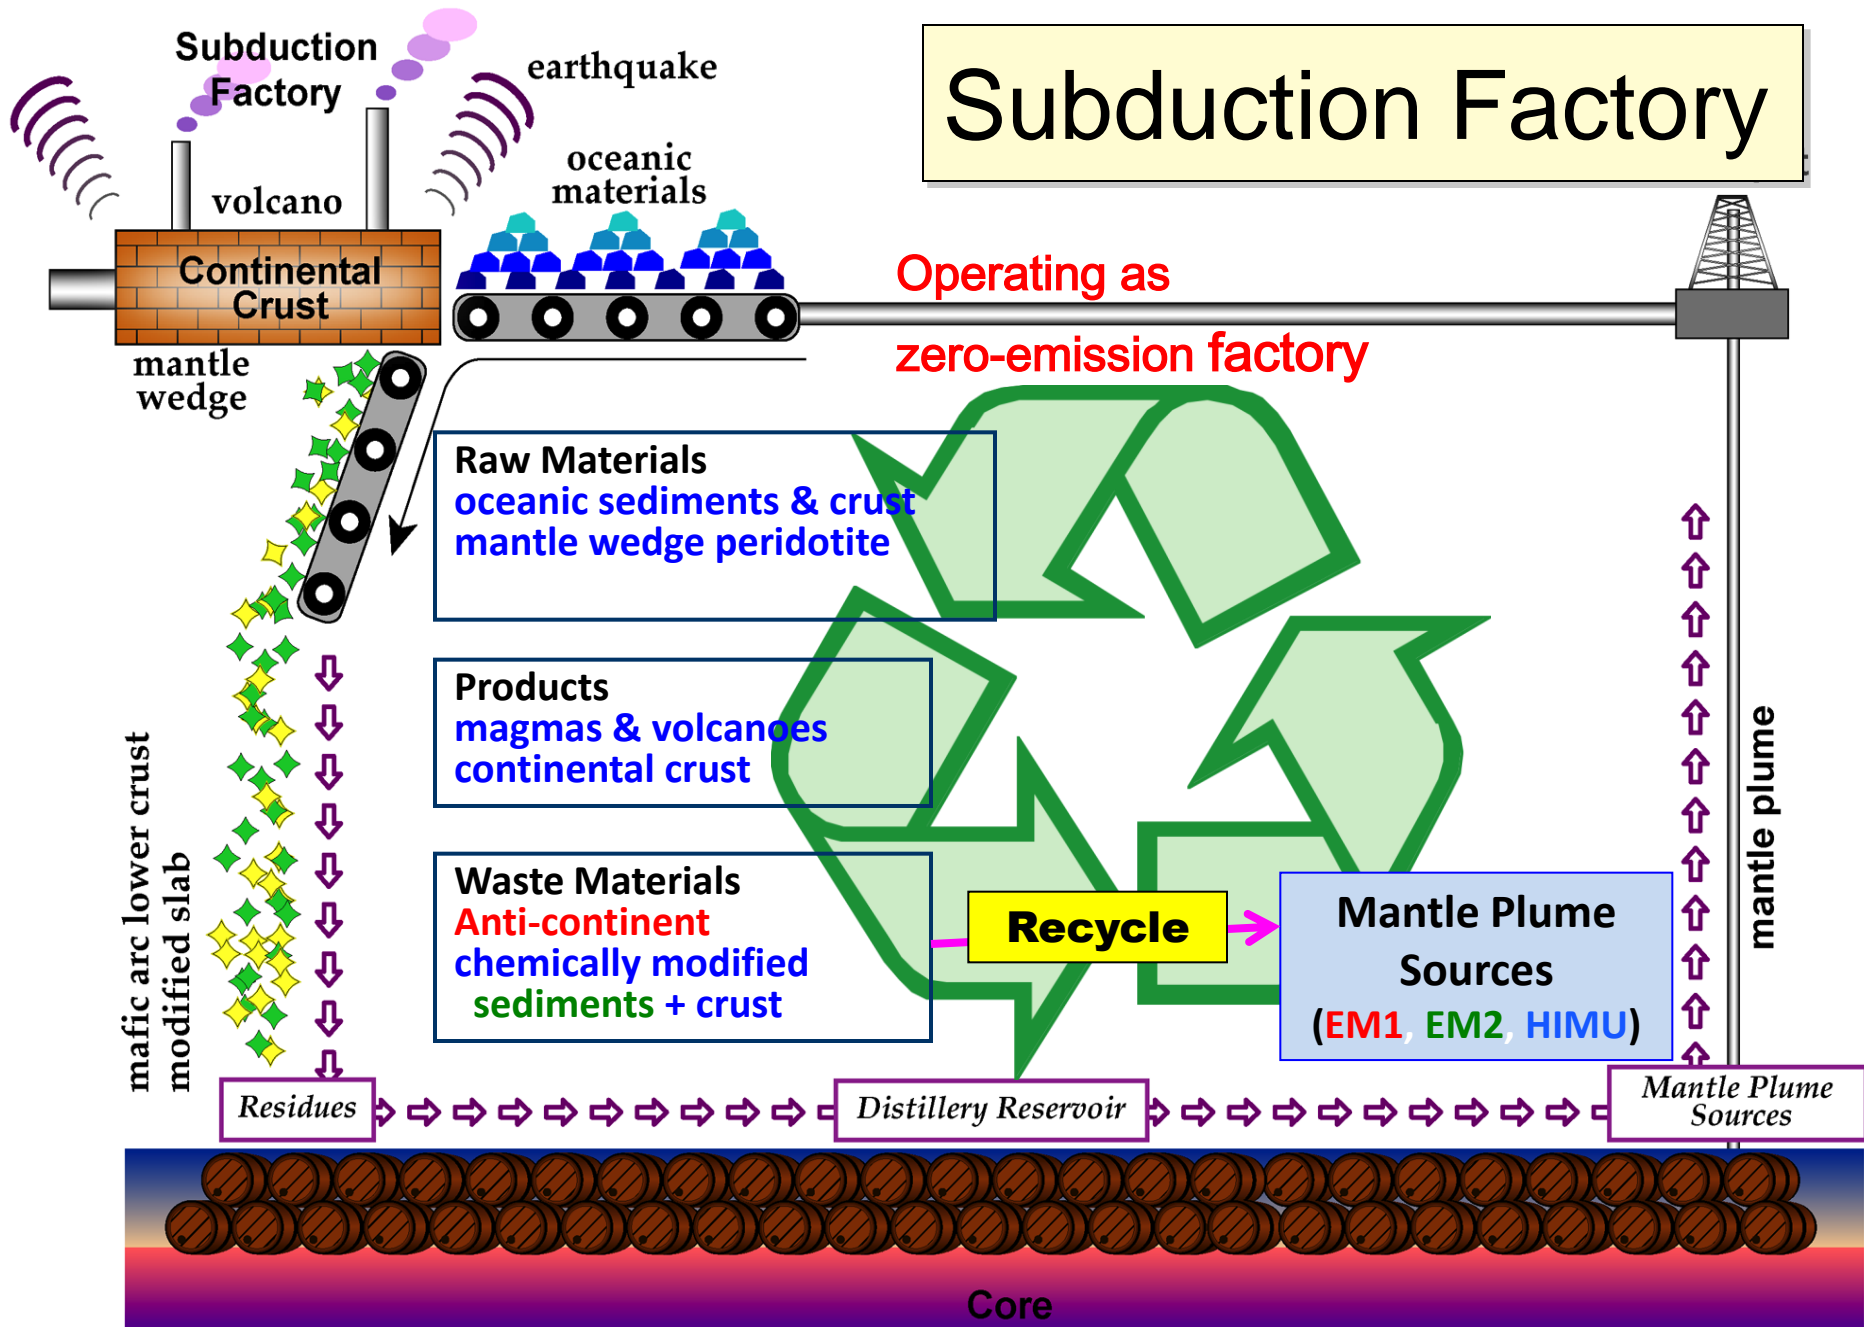 Subduction Factory
Subduction
Factory
earthquake
oceanic
materials
volcano
Continental
Crust
mantle
wedge
Operating as
zero-emission factory
Raw Materials
oceanic sediments & crust
mantle wedge peridotite
Products
magmas & volcanoes
continental crust
Waste Materials
Anti-continent
chemically modified
sediments + crust
Recycle
Mantle Plume
Sources
(EM1, EM2, HIMU)
mafic arc lower crust
modified slab
mantle plume
Residues
Distillery Reservoir
Mantle Plume
Sources
Core